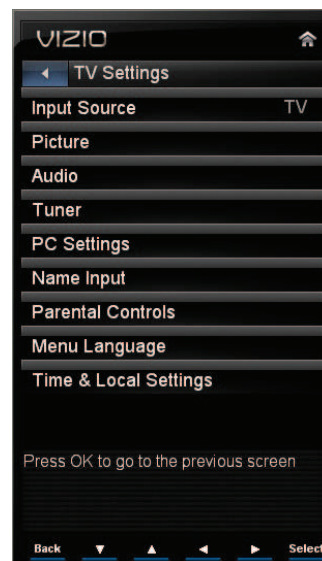 VIZIO
TV Settings
Input Source TV
Picture
Audio
Tuner
PC Settings
Name Input
Parental Controls
Menu Language
Time & Local Settings
Press OK to go to the previous screen
Back ▼ ▲ ◄ ► Select